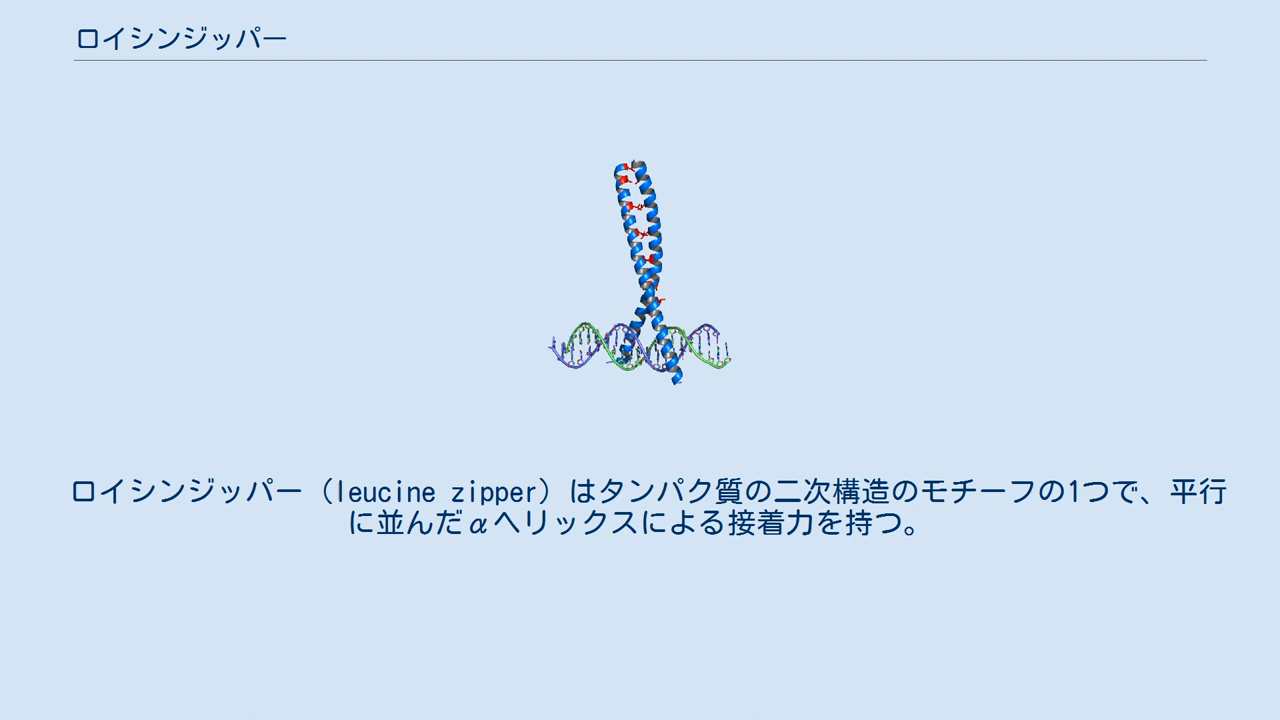 ロイシンジッパー
ロイシンジッパー（leucine zipper）はタンパク質の二次構造のモチーフの1つで、平行
に並んだαヘリックスによる接着力を持つ。